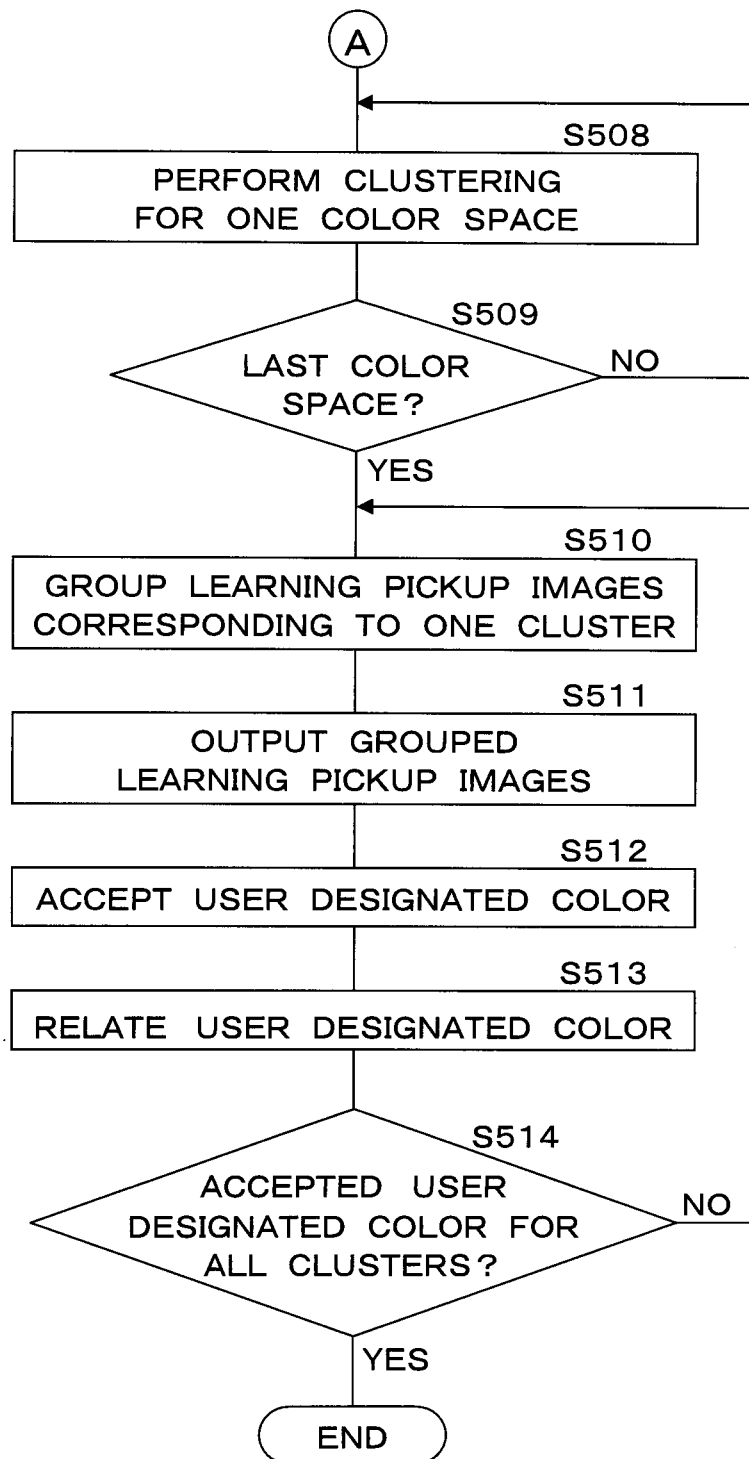 A
S508
PERFORM CLUSTERING
FOR ONE COLOR SPACE
S509
LAST COLOR
SPACE?
NO
YES
S510
GROUP LEARNING PICKUP IMAGES
CORRESPONDING TO ONE CLUSTER
S511
OUTPUT GROUPED
LEARNING PICKUP IMAGES
S512
ACCEPT USER DESIGNATED COLOR
S513
RELATE USER DESIGNATED COLOR
S514
ACCEPTED USER
DESIGNATED COLOR FOR
ALL CLUSTERS?
NO
YES
END